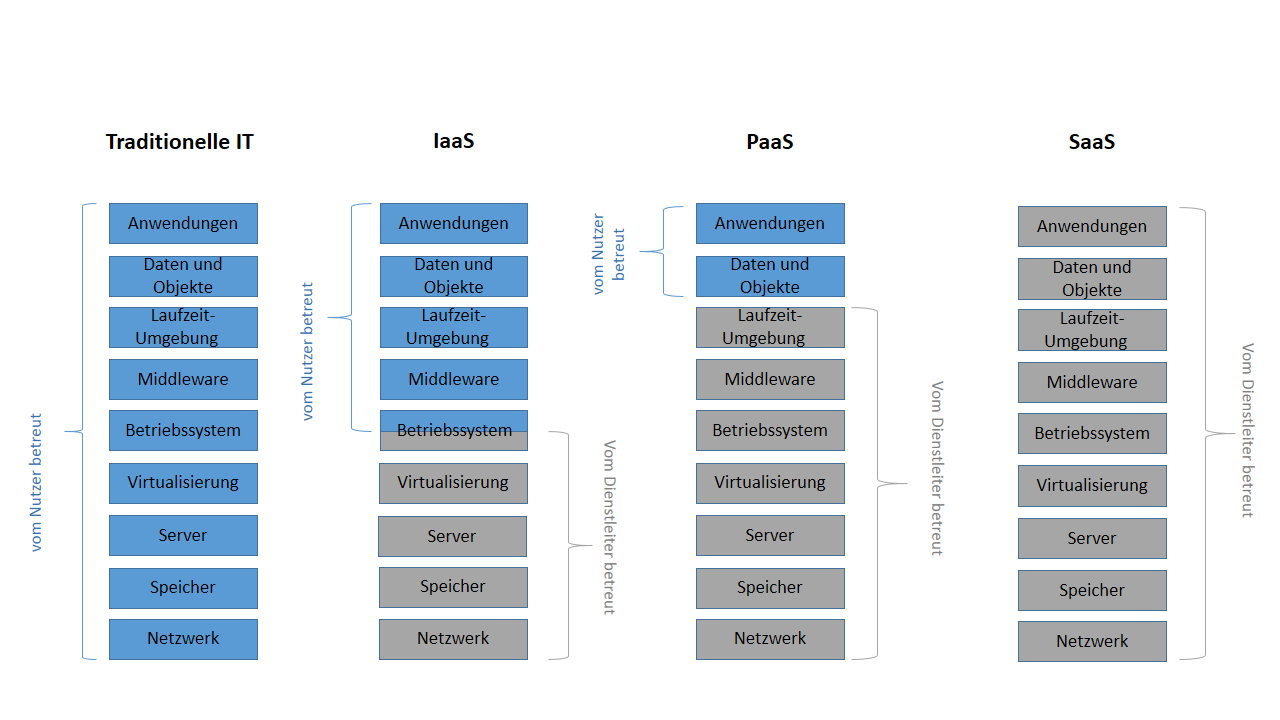 Traditionelle IT
IaaS
PaaS
SaaS
vom Nutzer betreut
Anwendungen
Daten und
Objekte
Laufzeit-
Umgebung
Middleware
Betriebssystem
Virtualisierung
Server
Speicher
Netzwerk
vom Nutzer betreut
Anwendungen
Daten und
Objekte
Laufzeit-
Umgebung
Middleware
Betriebssystem
Virtualisierung
Server
Speicher
Netzwerk
Vom Dienstleiter betreut
vom Nutzer
betreut
Anwendungen
Daten und
Objekte
Laufzeit-
Umgebung
Middleware
Betriebssystem
Virtualisierung
Server
Speicher
Netzwerk
Vom Dienstleiter betreut
Anwendungen
Daten und
Objekte
Laufzeit-
Umgebung
Middleware
Betriebssystem
Virtualisierung
Server
Speicher
Netzwerk
Vom Dienstleiter betreut